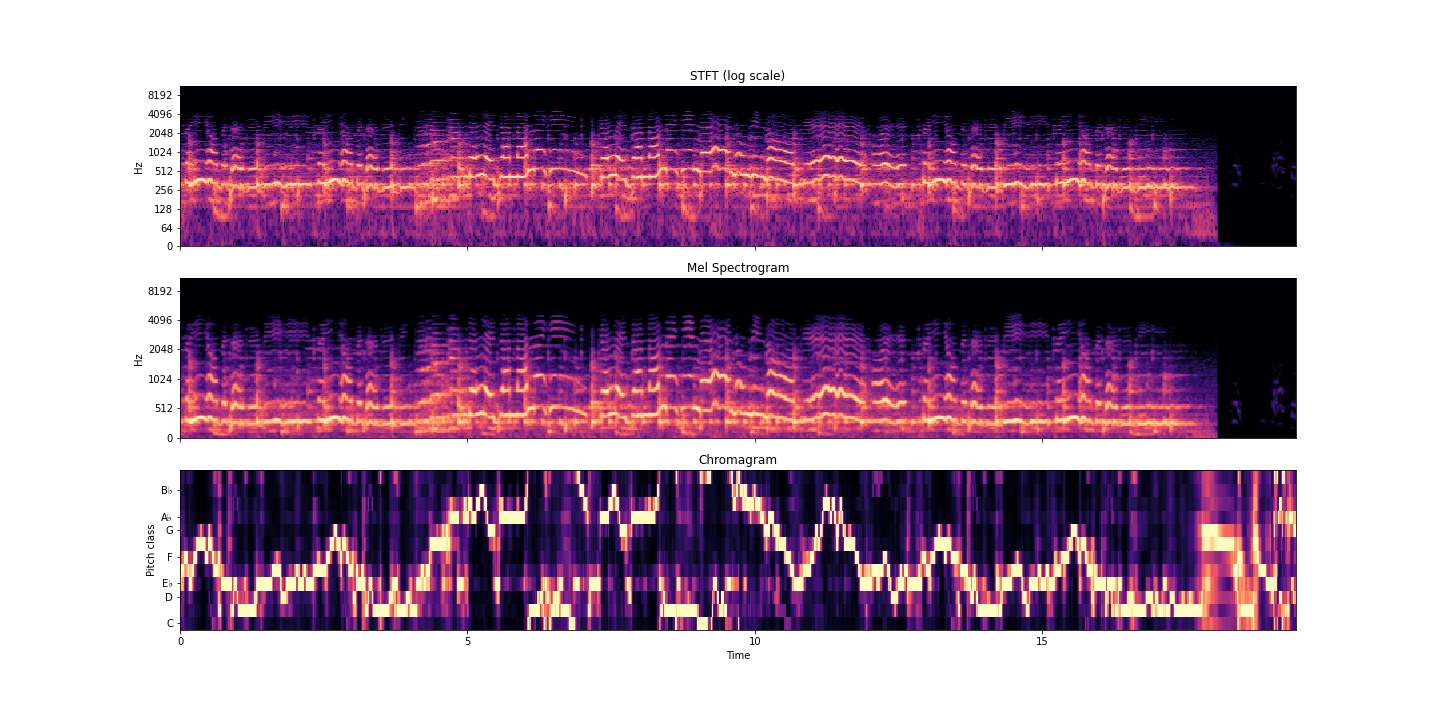 STFT (log scale)
8192
4096
2048
1024
512
256
128
64
0
Hz
Mel Spectrogram
8192
4096
2048
1024
512
0
Hz
Chromagram
B♭
A♭
G
F
E♭
D
C
Pitch class
0 5 10 15
Time